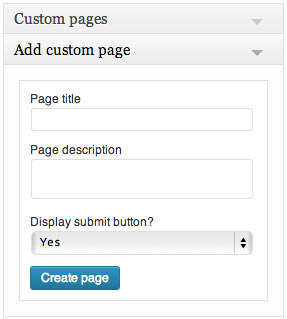 Custom pages
Add custom page
Page title
Page description
Display submit button?
Yes
Create page